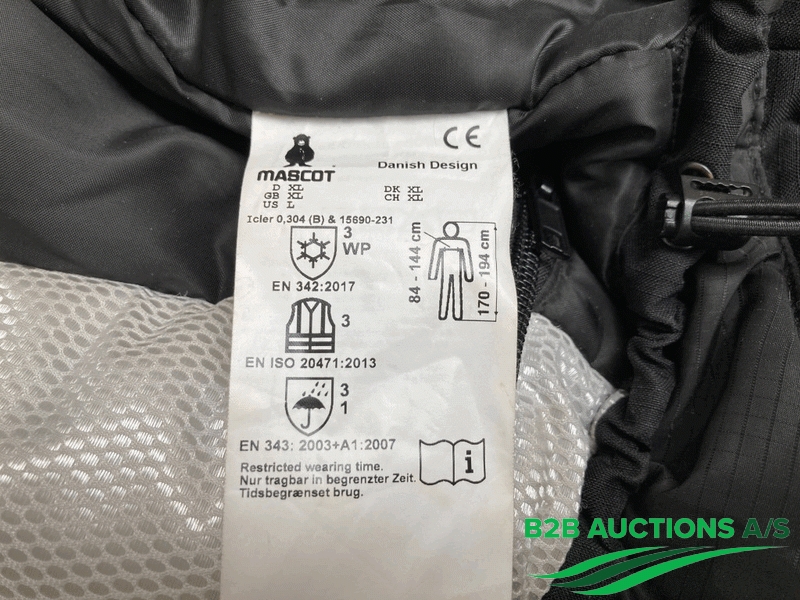 CE
MASCOT
Danish Design
D XL
GB XL
US L
DK XL
CH XL
Icler 0,304 (B) & 15690-231
3
WP
EN 342:2017
84 - 144 cm
170 - 194 cm
3
EN ISO 20471:2013
3
1
EN 343: 2003+A1:2007
i
Restricted wearing time.
Nur tragbar in begrenzter Zeit.
Tidsbegrænset brug.
B2B AUCTIONS A/S